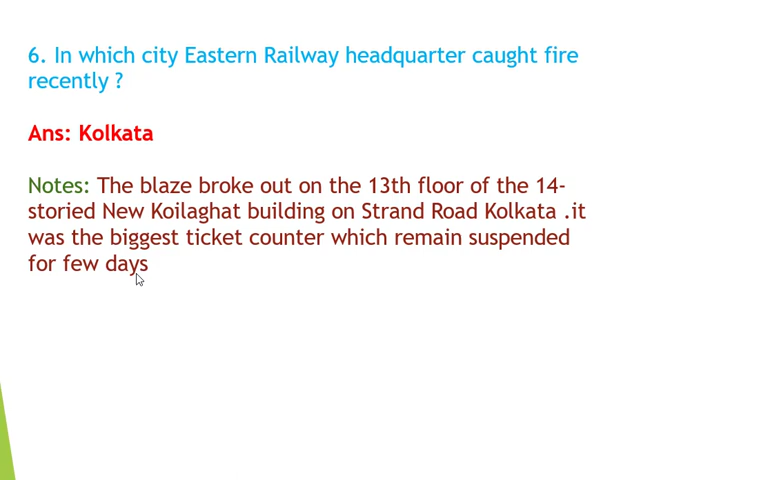 6. In which city Eastern Railway headquarter caught fire
recently ?
Ans: Kolkata
Notes: The blaze broke out on the 13th floor of the 14-
storied New Koilaghat building on Strand Road Kolkata .it
was the biggest ticket counter which remain suspended
for few days